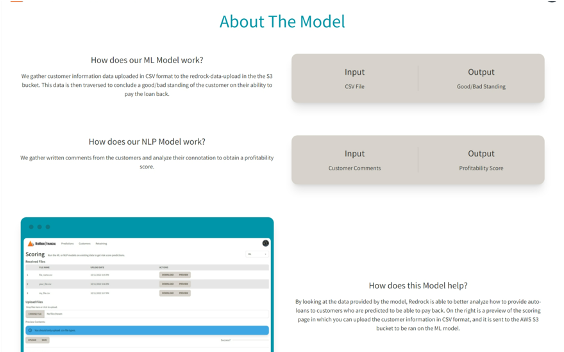 About The Model
How does our ML Model work?
We gather customer information data uploaded in CSV format to the redrock-data-upload in the the S3
bucket. This data is then traversed to conclude a good/bad standing of the customer on their ability to
pay the loan back.
Input
Output
CSV File
Good/Bad Standing
How does our NLP Model work?
We gather written comments from the customers and analyze their connotation to obtain a profitability
score.
Input
Output
Customer Comments
Profitability Score
Scoring
Received Files
Upload Files
How does this Model help?
By looking at the data provided by the model, Redrock is able to better analyze how to provide auto-
loans to customers who are predicted to be able to pay back. On the right is a preview of the scoring
page in which you can upload the customer information in CSV format, and it is sent to the AWS S3
bucket to be ran on the ML model.